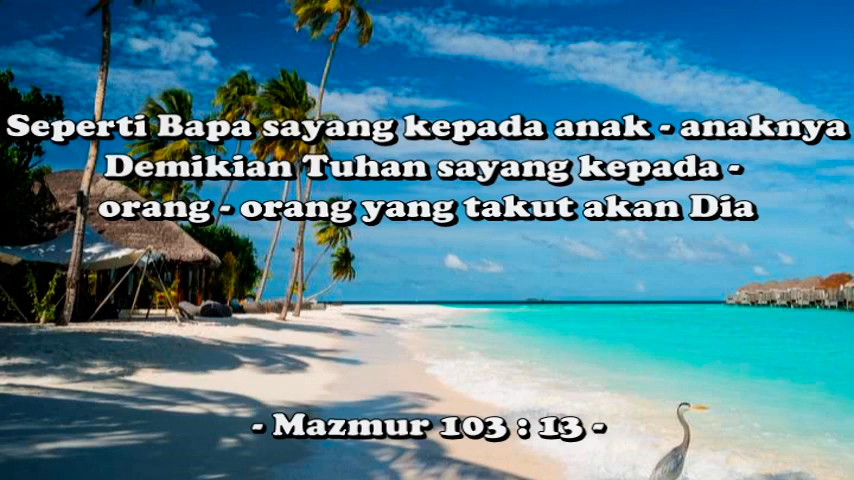 Seperti Bapa sayang kepada anak - anaknya
Demikian Tuhan sayang kepada -
orang - orang yang takut akan Dia
- Mazmur 103 : 13 -